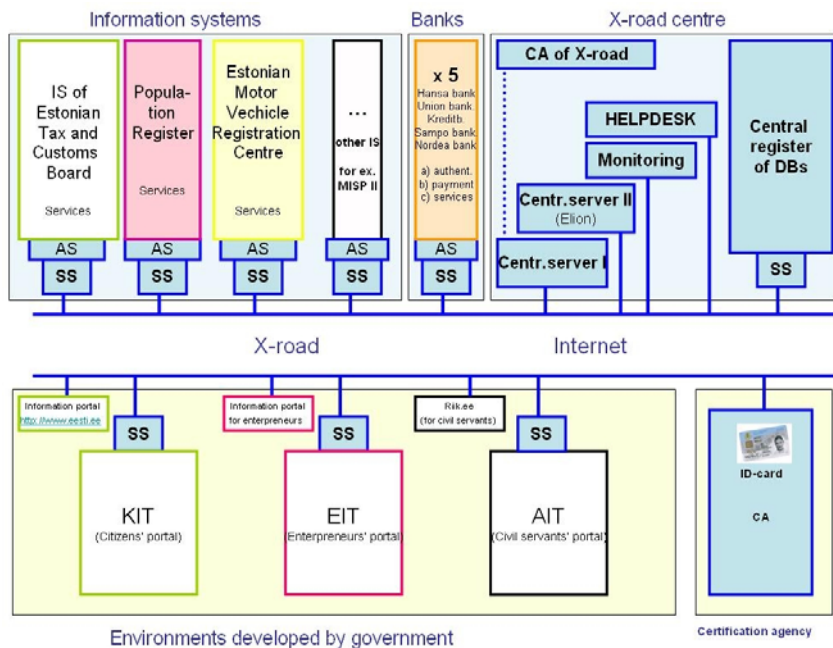 Information systems
Banks
X-road centre
IS of
Estonian
Tax and
Customs
Board
Services
AS
SS
Popula-
tion
Register
Services
AS
SS
Estonian
Motor
Vechicle
Registration
Centre
Services
AS
SS
...
other IS
for ex.
MISP II
AS
SS
x 5
Hansa bank
Union bank.
Kreditb.
Sampo bank.
Nordea bank
a) authent.
b) payment
c) services
AS
SS
CA of X-road
HELPDESK
Monitoring
Centr.server II
(Elion)
Centr.server I
Central
register
of DBs
SS
X-road
Internet
Information portal
http://www.eesti.ee
SS
KIT
(Citizens' portal)
Information portal
for enterpreneurs
SS
EIT
(Enterpreneurs' portal)
Riik.ee
(for civil servants)
SS
AIT
(Civil servants' portal)
ID-card
CA
Environments developed by government
Certification agency